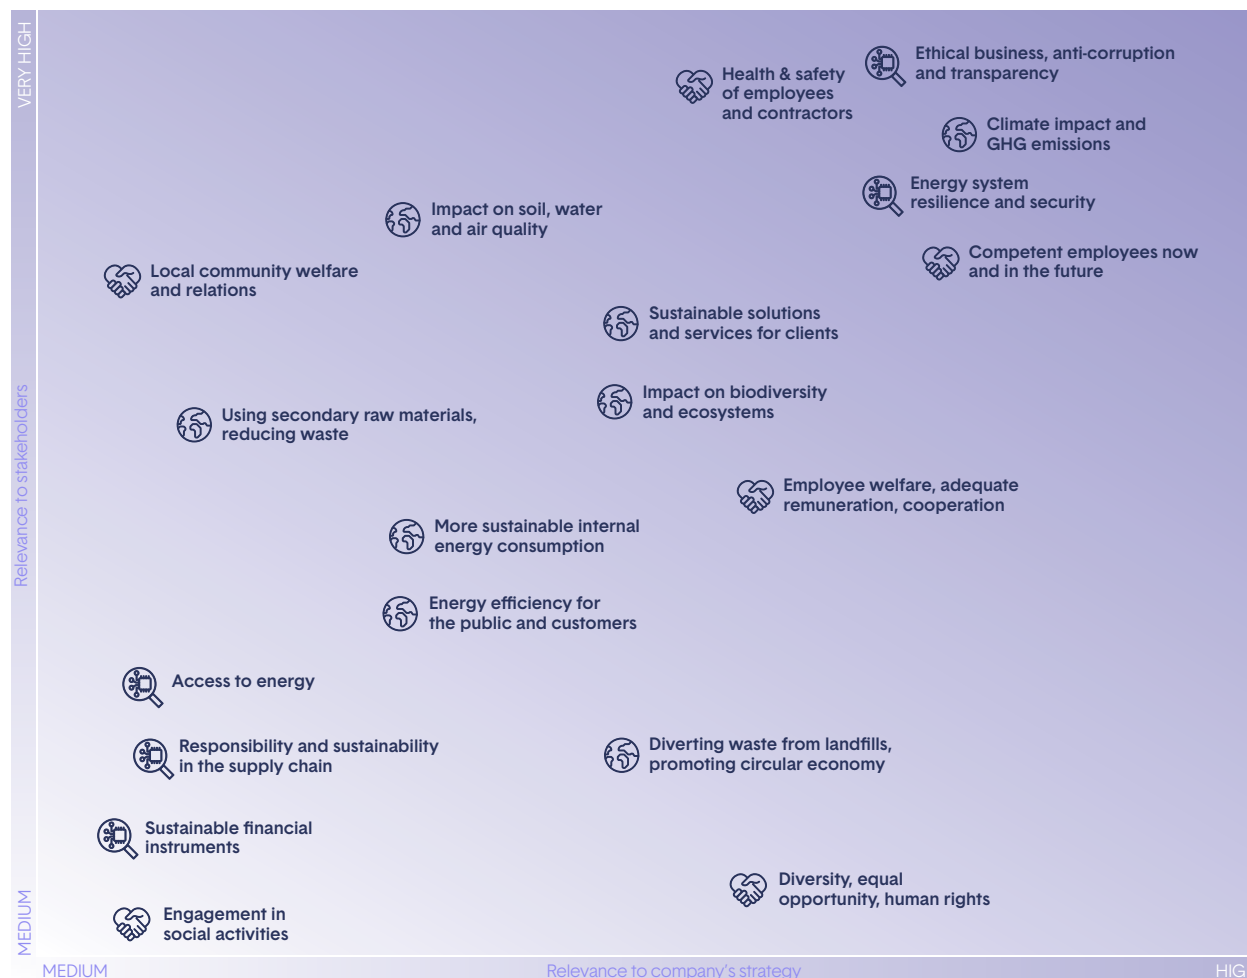 VERY HIGH
Ethical business, anti-corruption
and transparency
Health & safety
of employees
and contractors
Climate impact and
GHG emissions
Energy system
resilience and security
Impact on soil, water
and air quality
Competent employees now
and in the future
Local community welfare
and relations
Sustainable solutions
and services for clients
Impact on biodiversity
and ecosystems
Using secondary raw materials,
reducing waste
Relevance to stakeholders
Employee welfare, adequate
remuneration, cooperation
More sustainable internal
energy consumption
Energy efficiency for
the public and customers
Access to energy
Responsibility and sustainability
in the supply chain
Diverting waste from landfills,
promoting circular economy
Sustainable financial
instruments
Diversity, equal
opportunity, human rights
Engagement in
social activities
MEDIUM
MEDIUM
Relevance to company's strategy
HIG